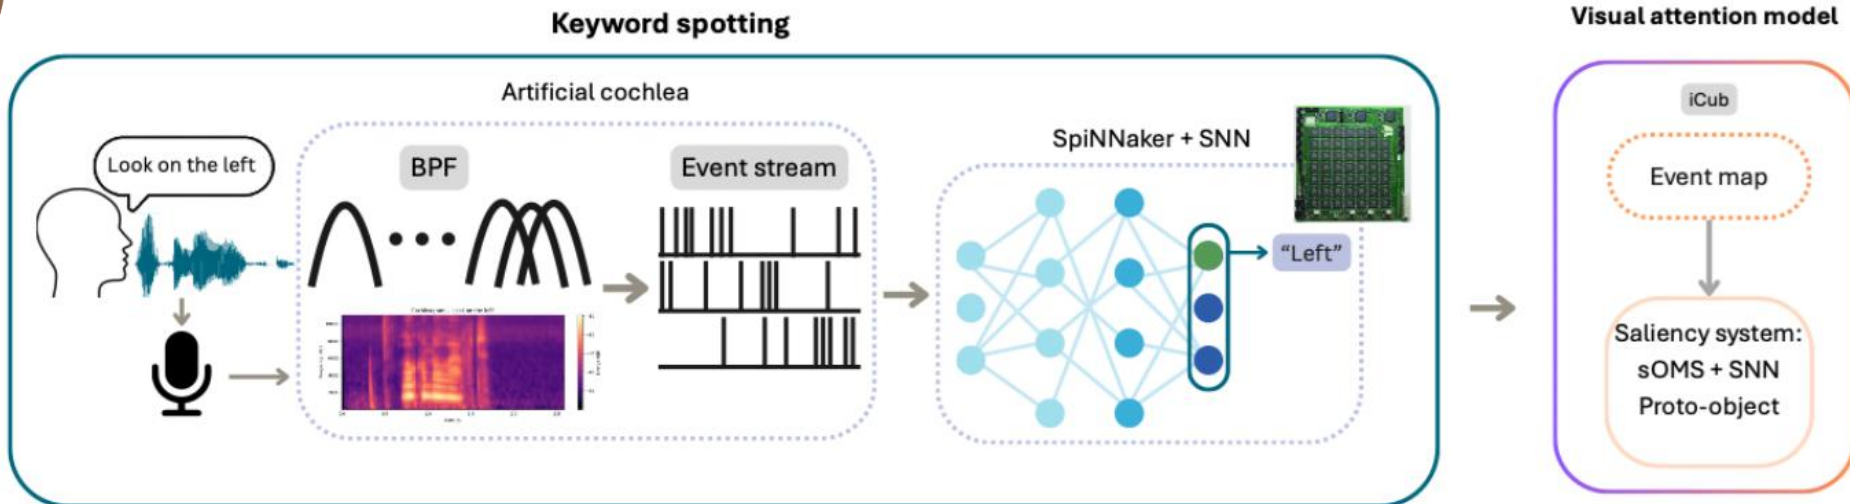 Keyword spotting
Visual attention model
Artificial cochlea
iCub
Look on the left
BPF
Event stream
SpiNNaker + SNN
Event map
"Left"
Saliency system:
sOMS + SNN
Proto-object